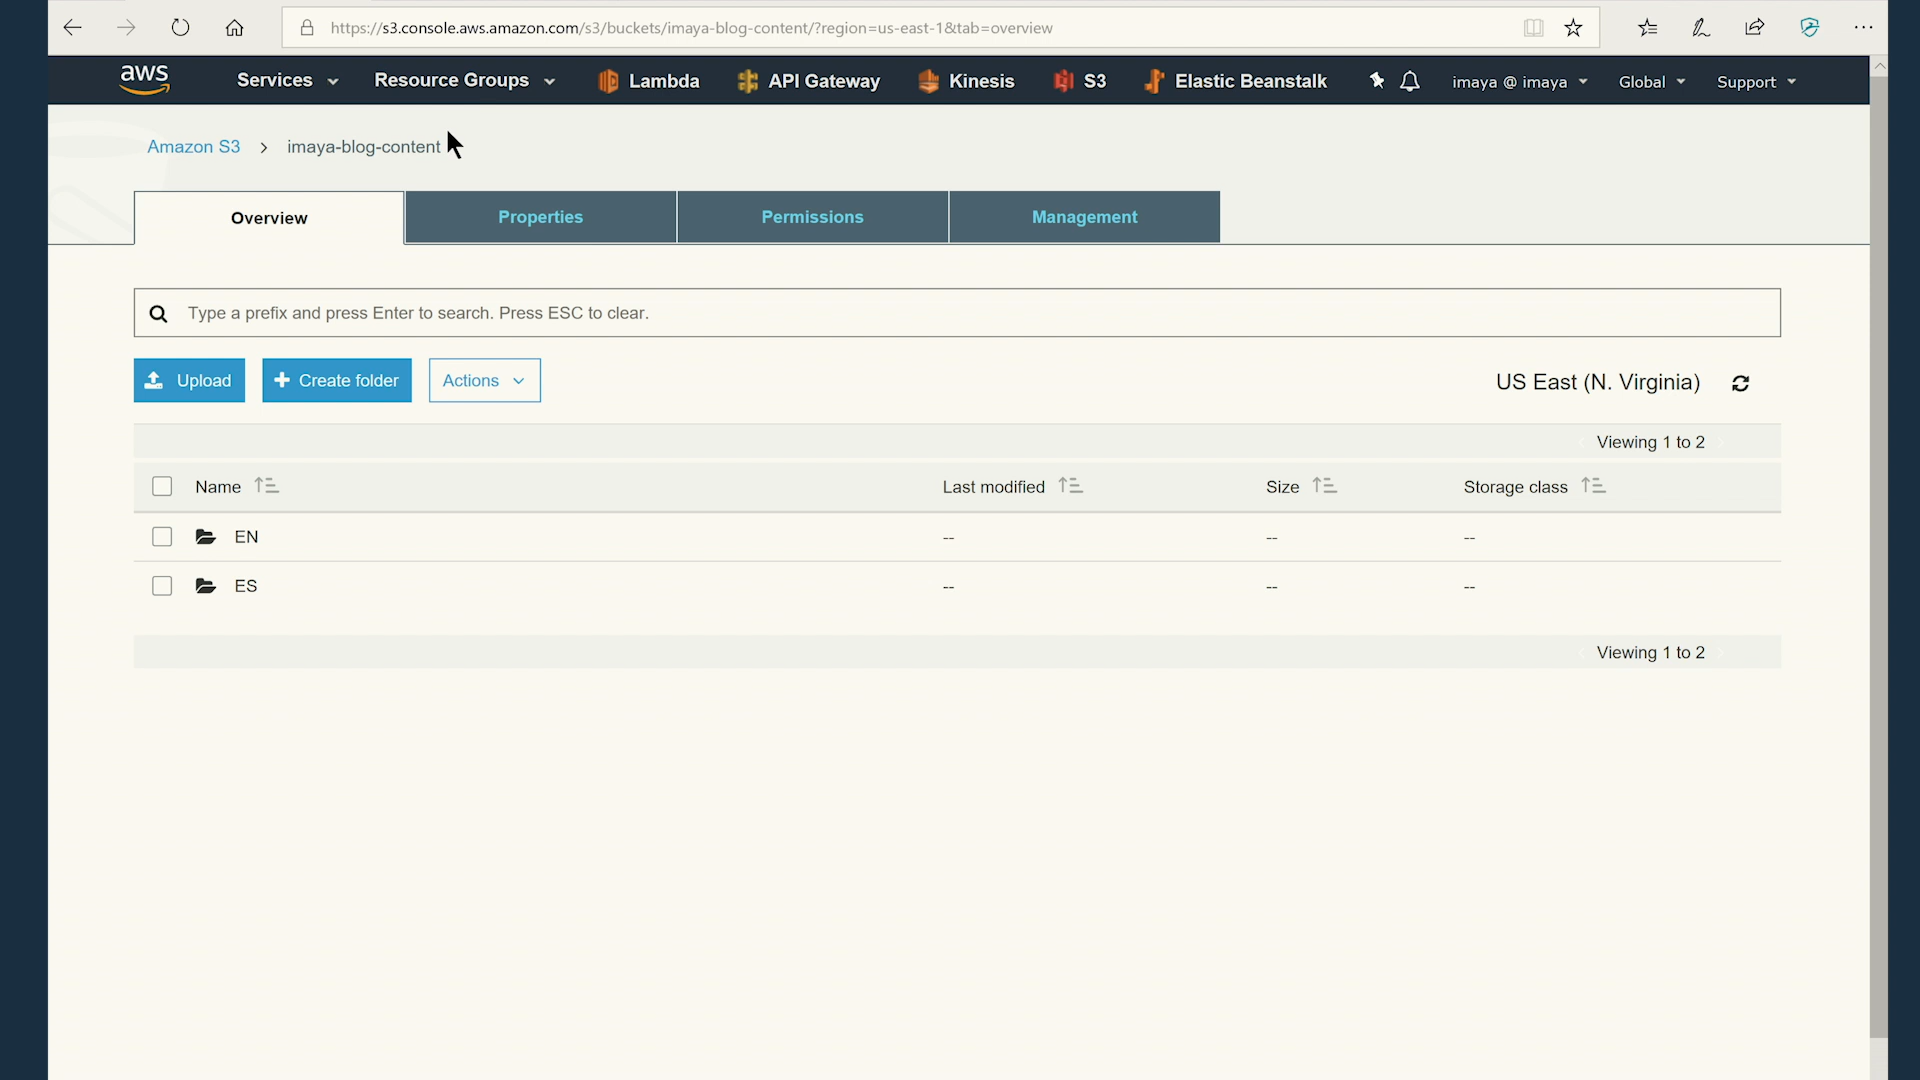 https://s3.console.aws.amazon.com/s3/buckets/imaya-blog-content/?region=us-east-1&tab=overview
aws Services Resource Groups Lambda API Gateway Kinesis S3 Elastic Beanstalk imaya @ imaya Global Support
Amazon S3 > imaya-blog-content
Overview Properties Permissions Management
Type a prefix and press Enter to search. Press ESC to clear.
Upload + Create folder Actions US East (N. Virginia)
Viewing 1 to 2
Name Last modified Size Storage class
EN -- -- --
ES -- -- --
Viewing 1 to 2